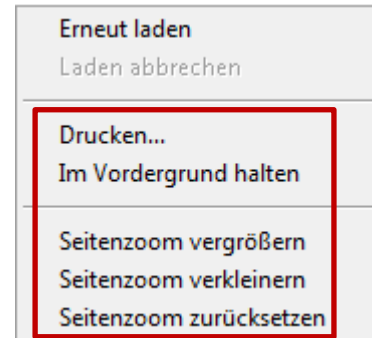 Erneut laden
Laden abbrechen
Drucken...
Im Vordergrund halten
Seitenzoom vergrößern
Seitenzoom verkleinern
Seitenzoom zurücksetzen